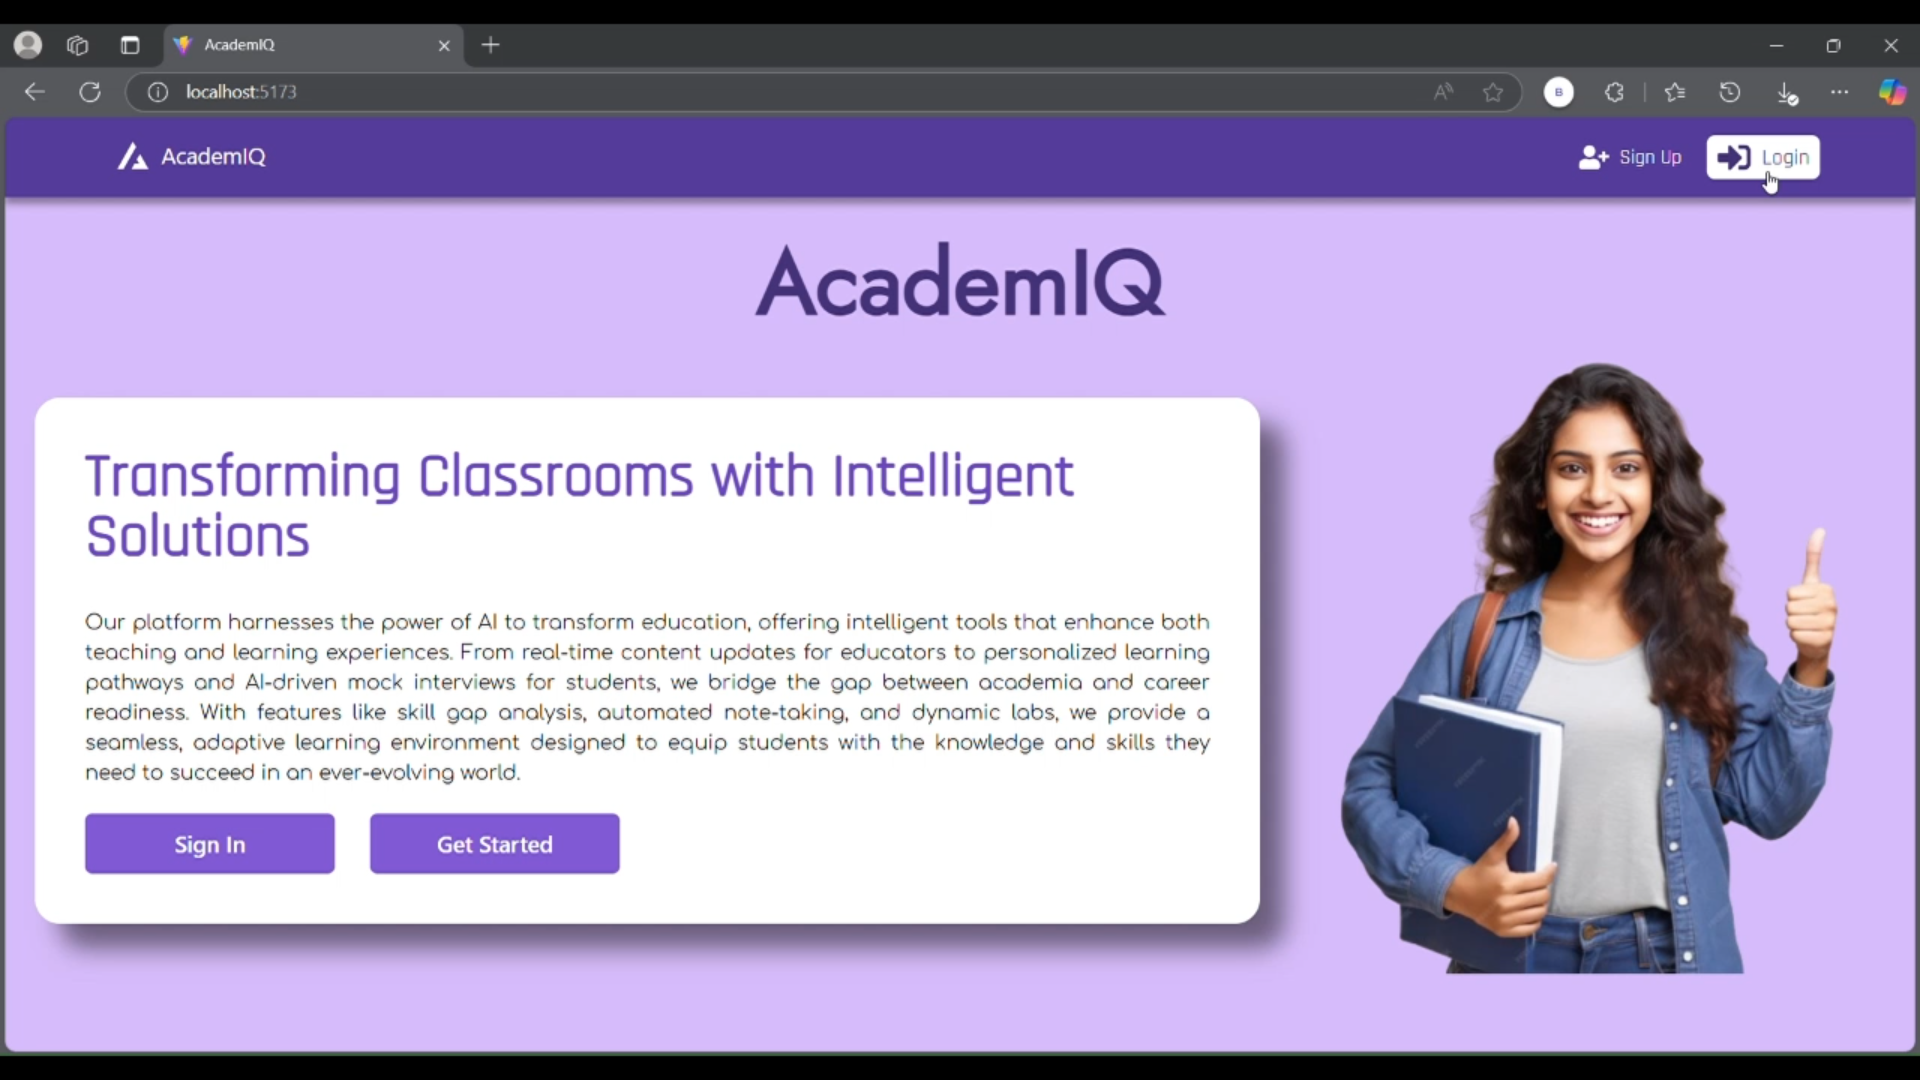 AcademIQ
localhost:5173
B
AcademIQ
Sign Up
Login
AcademIQ
Transforming Classrooms with Intelligent
Solutions
Our platform harnesses the power of AI to transform education, offering intelligent tools that enhance both
teaching and learning experiences. From real-time content updates for educators to personalized learning
pathways and AI-driven mock interviews for students, we bridge the gap between academia and career
readiness. With features like skill gap analysis, automated note-taking, and dynamic labs, we provide a
seamless, adaptive learning environment designed to equip students with the knowledge and skills they
need to succeed in an ever-evolving world.
Sign In
Get Started